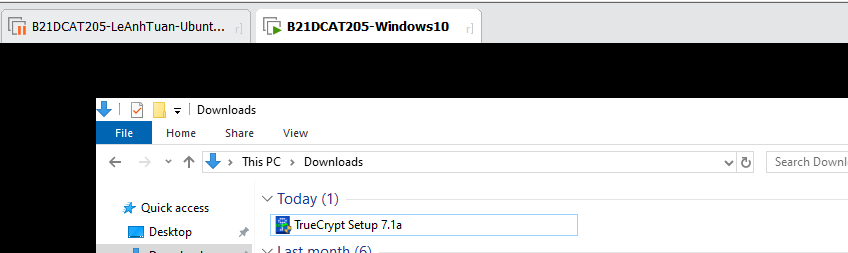 B21DCAT205-LeAnhTuan-Ubunt... r]
B21DCAT205-Windows10 r]
Downloads
File Home Share View
This PC Downloads
Search Downl
Quick access
Today (1)
Desktop
TrueCrypt Setup 7.1a
Last month (6)